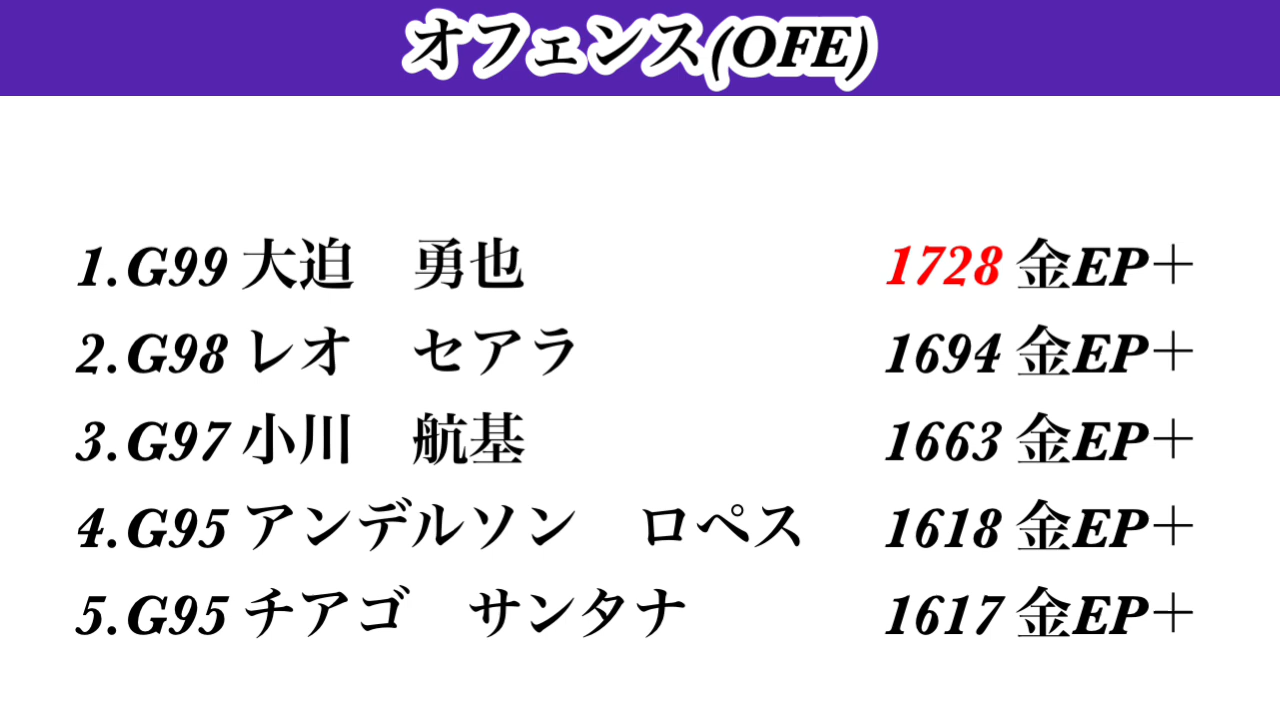 オフェンス(OFE)
1.G99 大迫　勇也　1728 金EP＋
2.G98 レオ　セアラ　1694 金EP＋
3.G97 小川　航基　1663 金EP＋
4.G95 アンデルソン　ロペス　1618 金EP＋
5.G95 チアゴ　サンタナ　1617 金EP＋